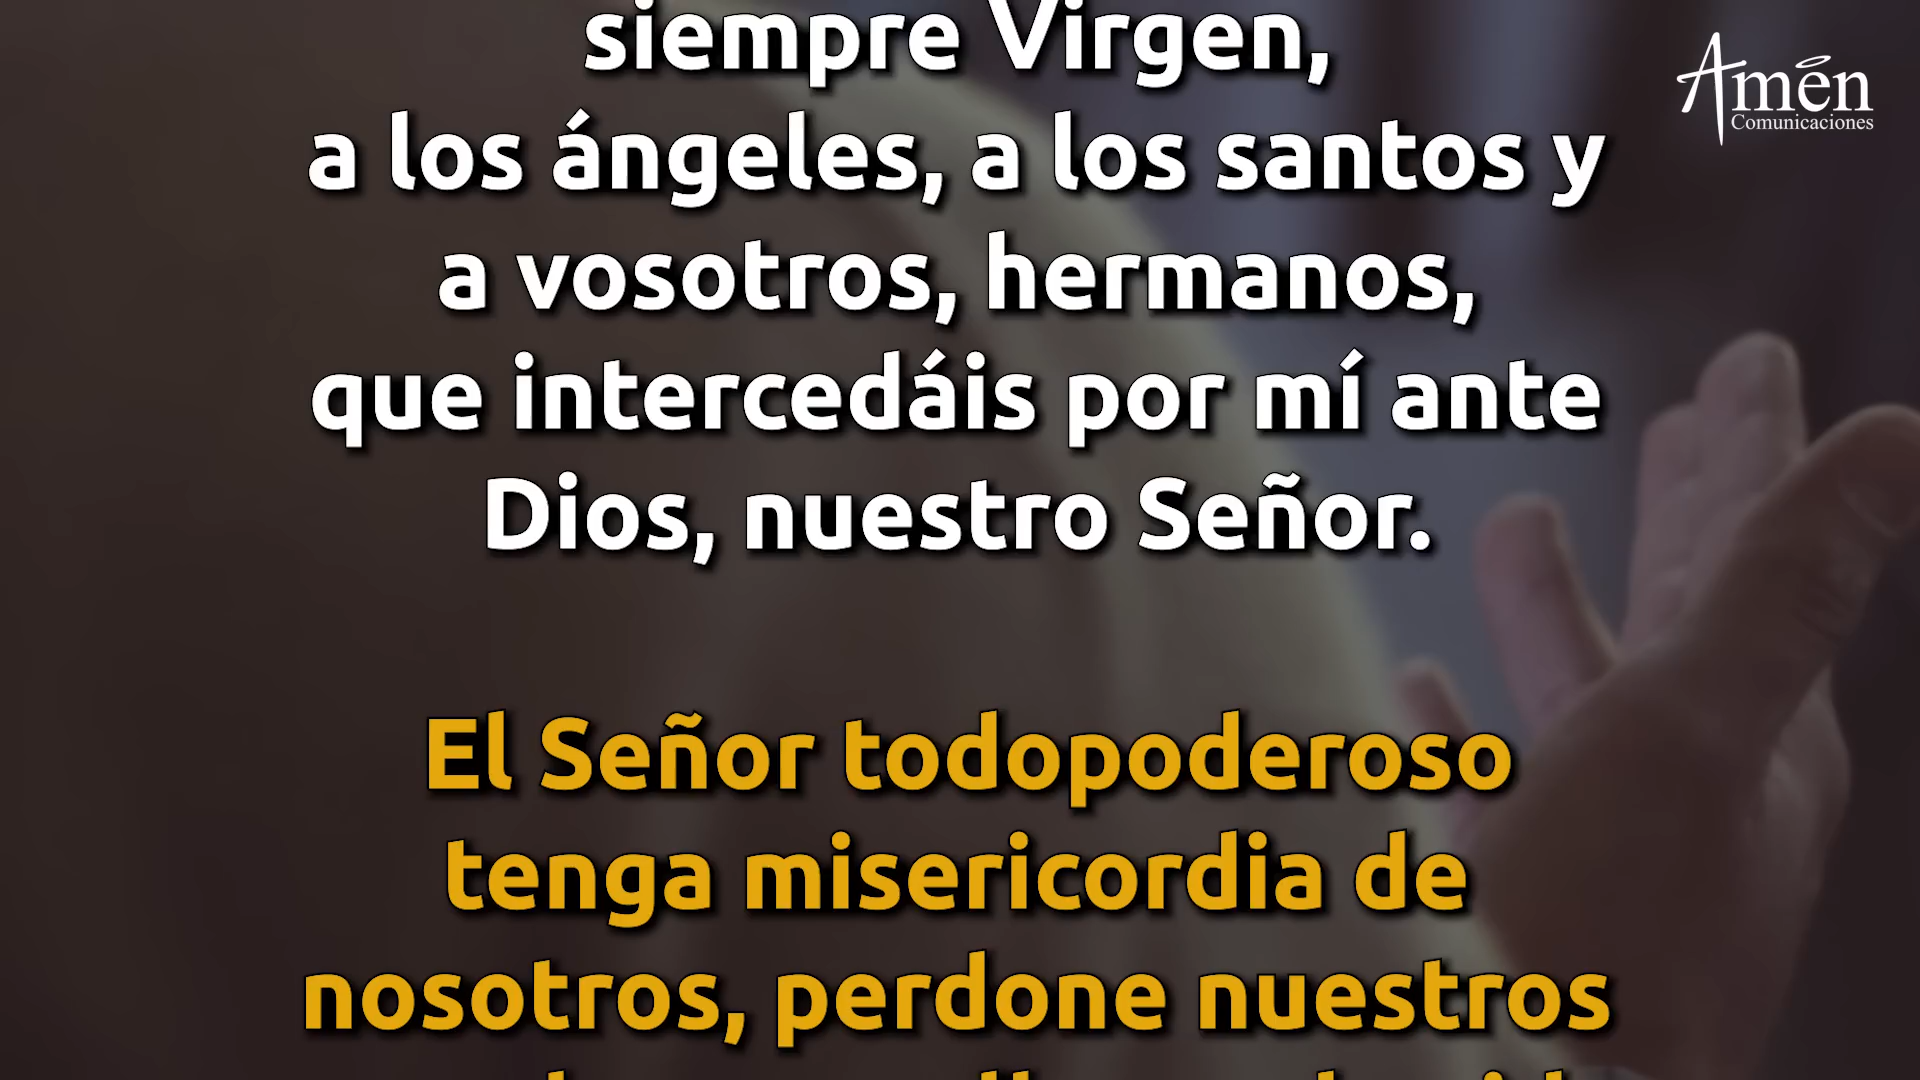 siempre Virgen,
a los ángeles, a los santos y
a vosotros, hermanos,
que intercedáis por mí ante
Dios, nuestro Señor.
El Señor todopoderoso
tenga misericordia de
nosotros, perdone nuestros
Amén
Comunicaciones